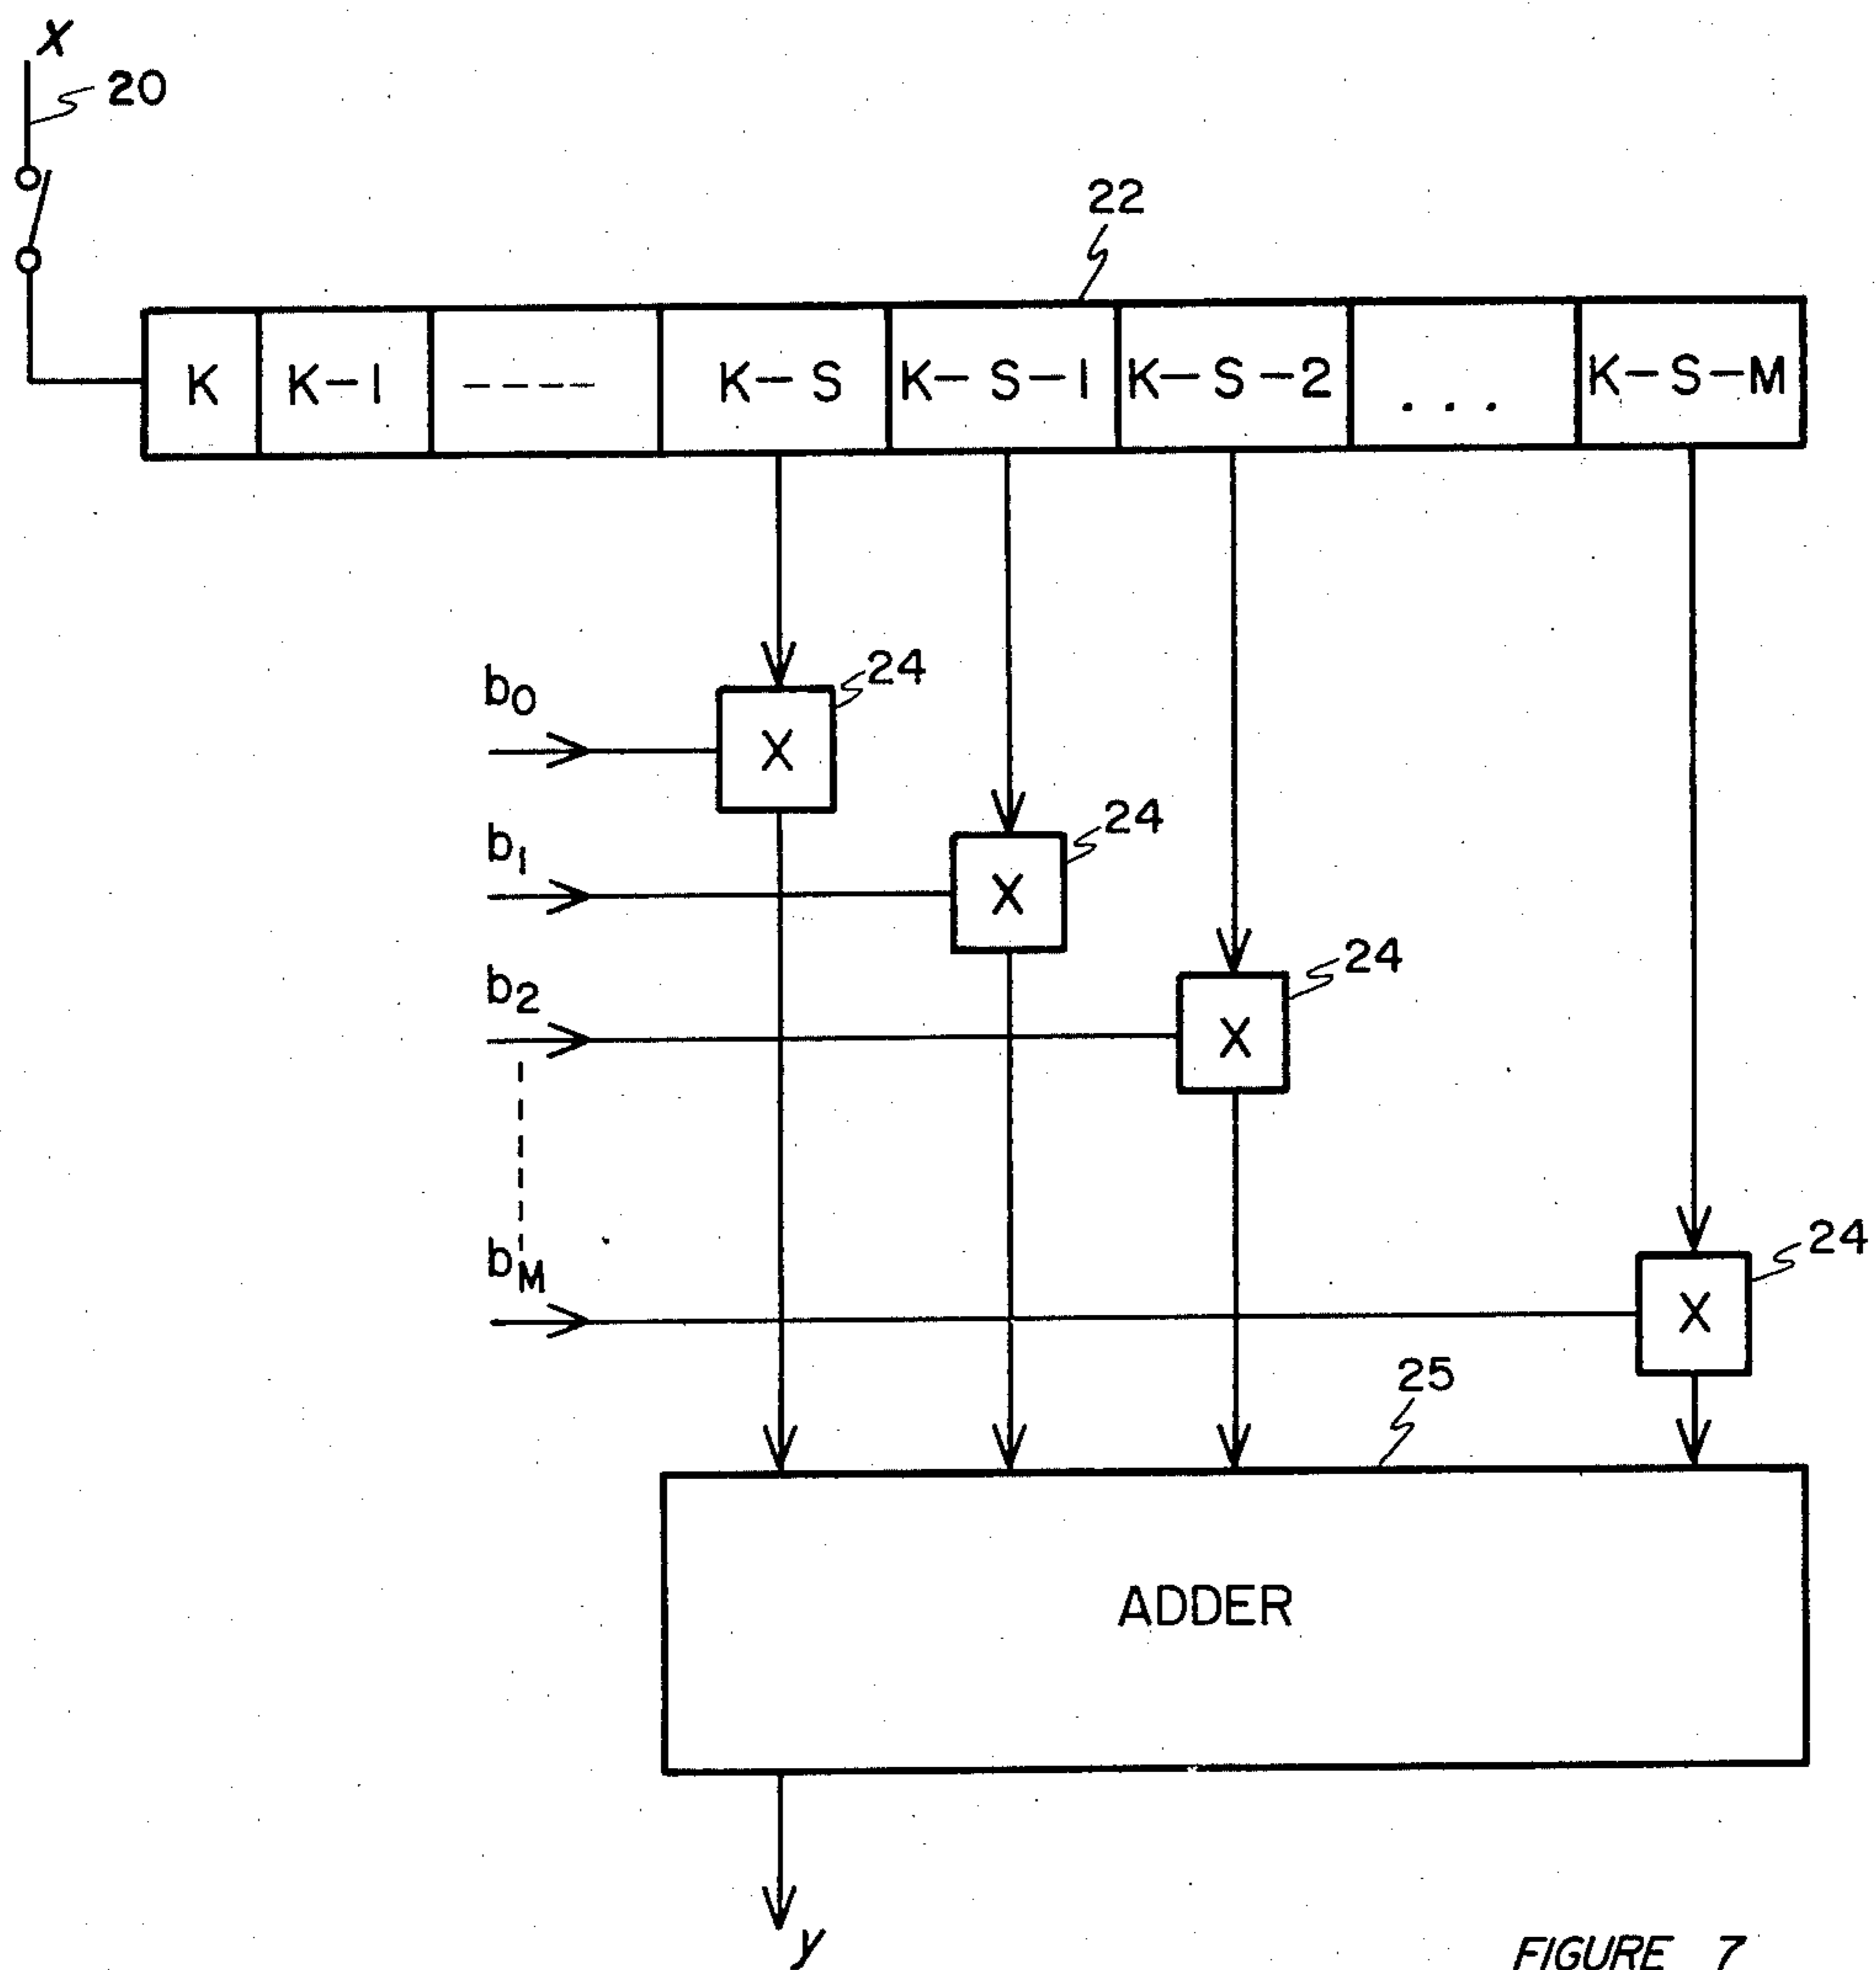 x
20
22
K K-1 ---- K-S K-S-1 K-S-2 ... K-S-M
24
b0
X
24
b1
X
24
b2
X
24
bM
X
25
ADDER
y
FIGURE 7